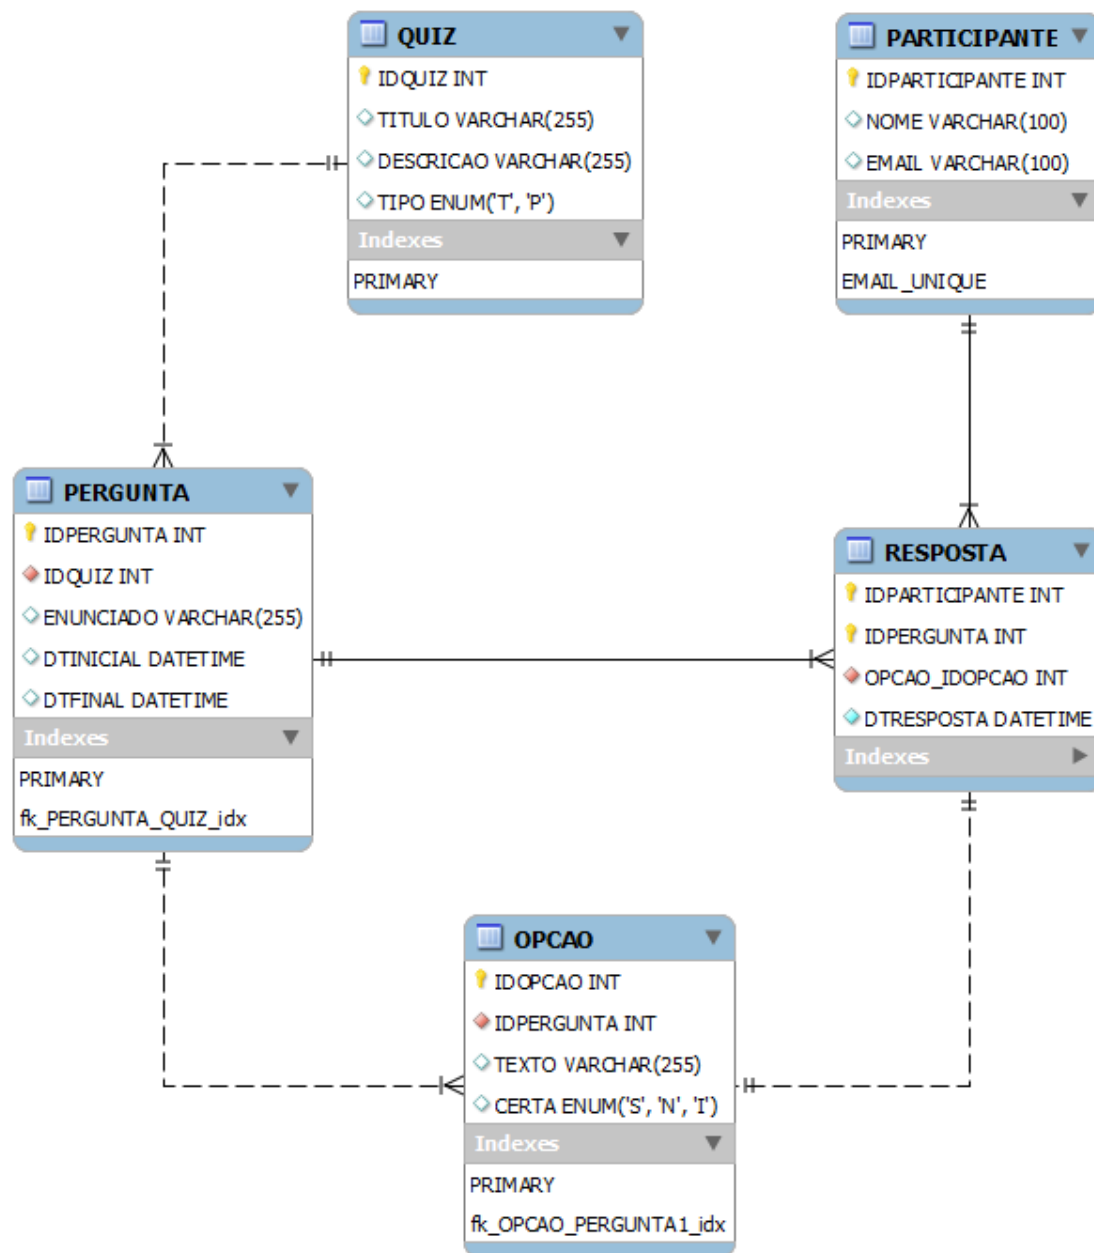 QUIZ
IDQUIZ INT
TITULO VARCHAR(255)
DESCRICAO VARCHAR(255)
TIPO ENUM('T', 'P')
Indexes
PRIMARY
PARTICIPANTE
IDPARTICIPANTE INT
NOME VARCHAR(100)
EMAIL VARCHAR(100)
Indexes
PRIMARY
EMAIL_UNIQUE
PERGUNTA
IDPERGUNTA INT
IDQUIZ INT
ENUNCIADO VARCHAR(255)
DTINICIAL DATETIME
DTFINAL DATETIME
Indexes
PRIMARY
fk_PERGUNTA_QUIZ_idx
RESPOSTA
IDPARTICIPANTE INT
IDPERGUNTA INT
OPCAO_IDOPCAO INT
DTRESPOSTA DATETIME
Indexes
OPCAO
IDOPCAO INT
IDPERGUNTA INT
TEXTO VARCHAR(255)
CERTA ENUM('S', 'N', 'I')
Indexes
PRIMARY
fk_OPCAO_PERGUNTA1_idx